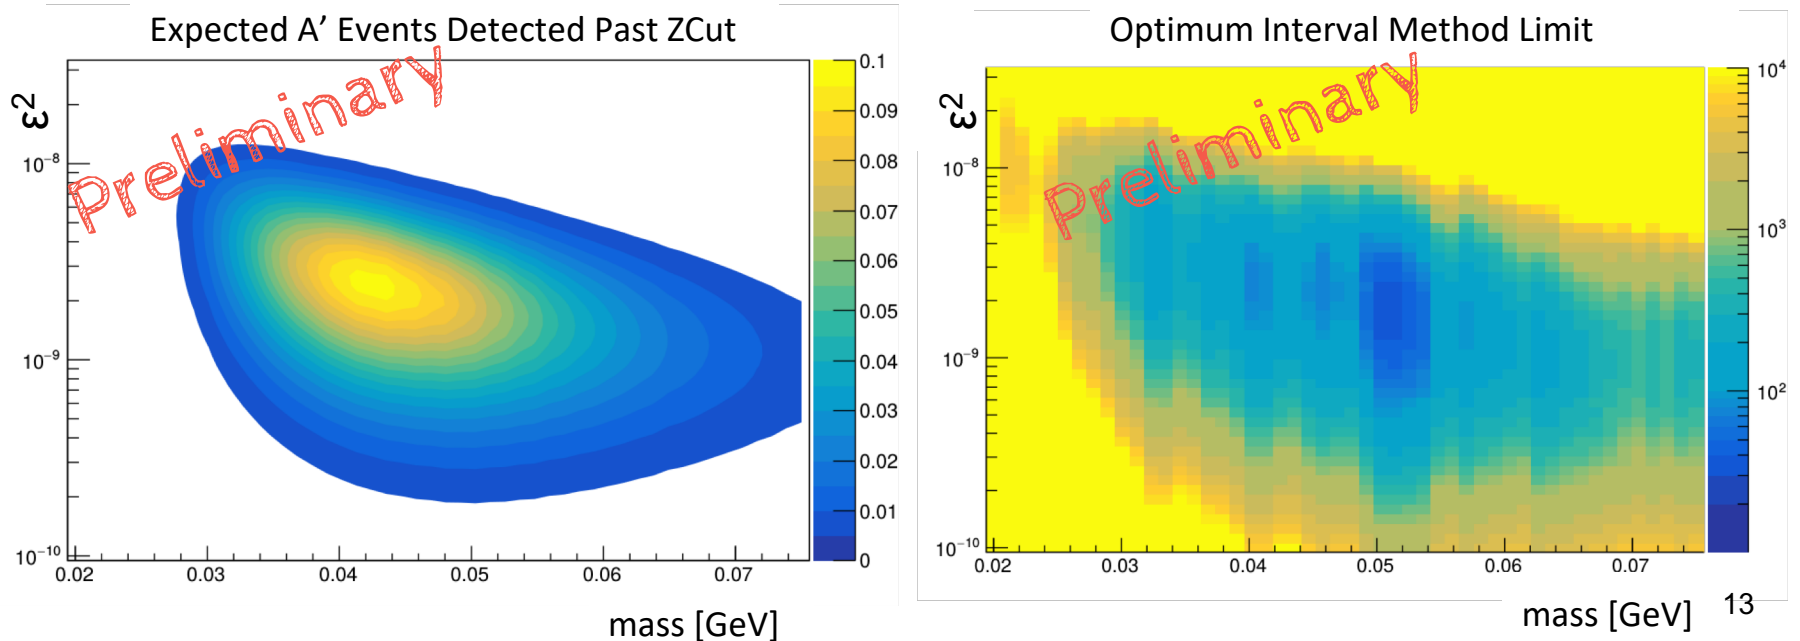 Expected A’ Events Detected Past ZCut
Preliminary
ε²
10⁻⁸
10⁻⁹
10⁻¹⁰
0.02 0.03 0.04 0.05 0.06 0.07
0.1
0.09
0.08
0.07
0.06
0.05
0.04
0.03
0.02
0.01
0
mass [GeV]
Optimum Interval Method Limit
Preliminary
ε²
10⁻⁸
10⁻⁹
10⁻¹⁰
0.02 0.03 0.04 0.05 0.06 0.07
10⁴
10³
10²
mass [GeV]
13